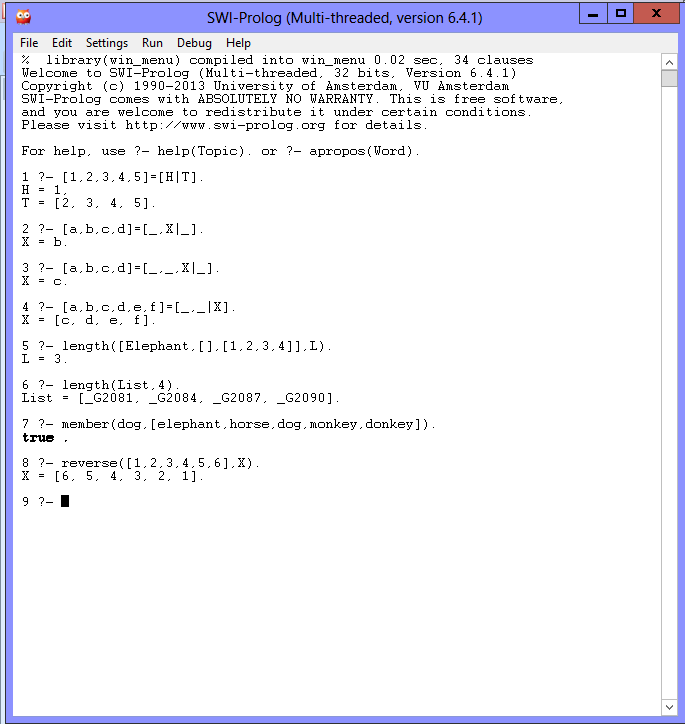 SWI-Prolog (Multi-threaded, version 6.4.1)
File Edit Settings Run Debug Help
%  library(win_menu) compiled into win_menu 0.02 sec, 34 clauses
Welcome to SWI-Prolog (Multi-threaded, 32 bits, Version 6.4.1)
Copyright (c) 1990-2013 University of Amsterdam, VU Amsterdam
SWI-Prolog comes with ABSOLUTELY NO WARRANTY. This is free software,
and you are welcome to redistribute it under certain conditions.
Please visit http://www.swi-prolog.org for details.
For help, use ?- help(Topic). or ?- apropos(Word).
1 ?- [1,2,3,4,5]=[H|T].
H = 1,
T = [2, 3, 4, 5].
2 ?- [a,b,c,d]=[_,X|_].
X = b.
3 ?- [a,b,c,d]=[_,_,X|_].
X = c.
4 ?- [a,b,c,d,e,f]=[_,_|X].
X = [c, d, e, f].
5 ?- length([Elephant,[],[1,2,3,4]],L).
L = 3.
6 ?- length(List,4).
List = [_G2081, _G2084, _G2087, _G2090].
7 ?- member(dog,[elephant,horse,dog,monkey,donkey]).
true .
8 ?- reverse([1,2,3,4,5,6],X).
X = [6, 5, 4, 3, 2, 1].
9 ?-